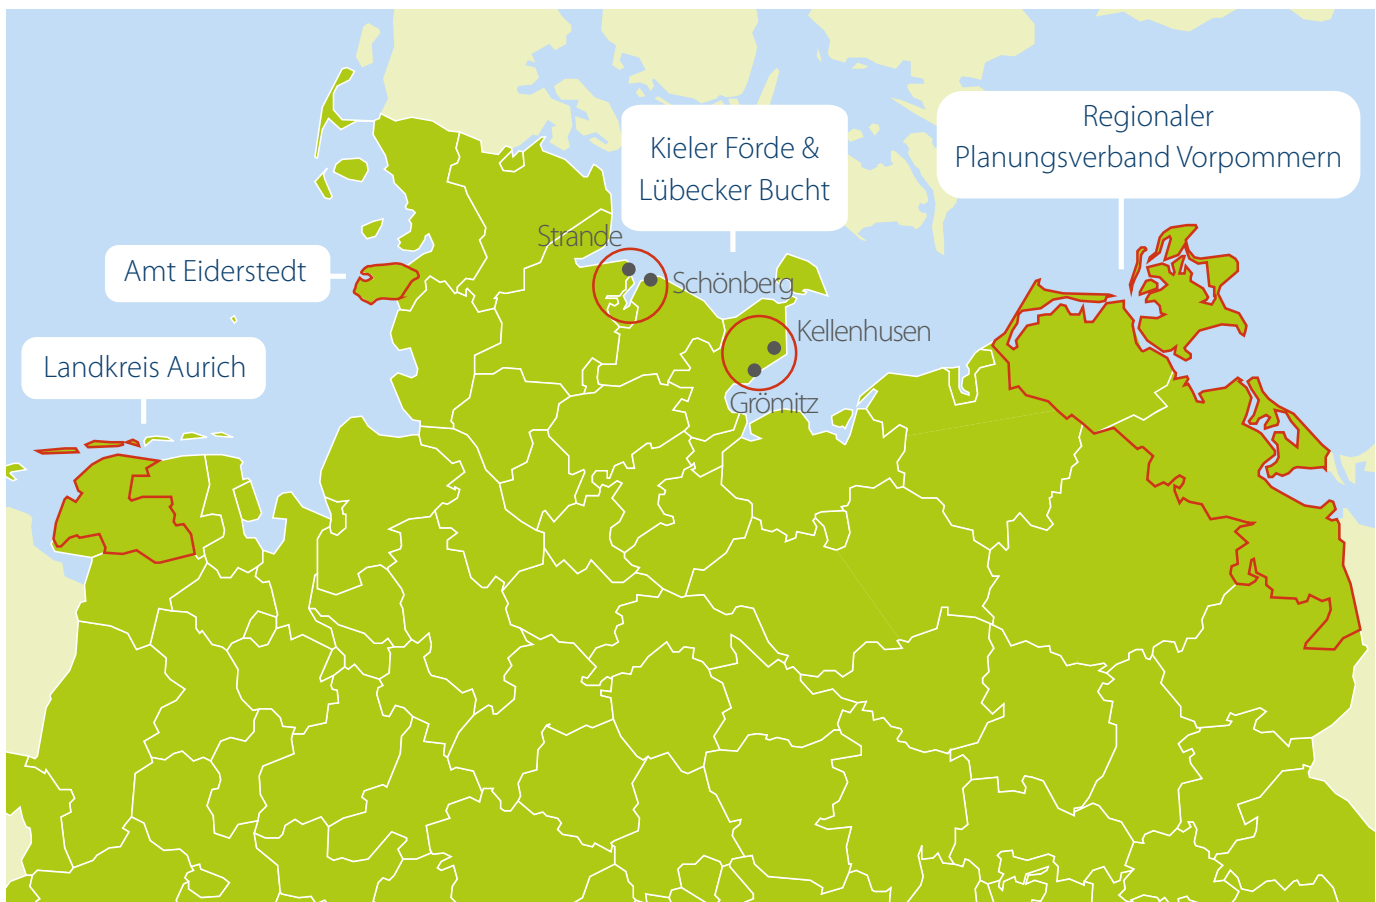 Regionaler
Planungsverband Vorpommern
Kieler Förde &
Lübecker Bucht
Strande
Amt Eiderstedt
Schönberg
Kellenhusen
Landkreis Aurich
Grömitz